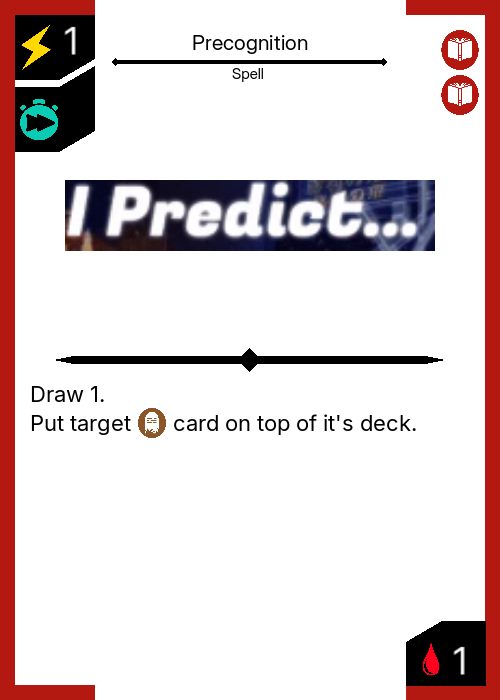 1
Precognition
Spell
I Predict...
Draw 1.
Put target card on top of it's deck.
1